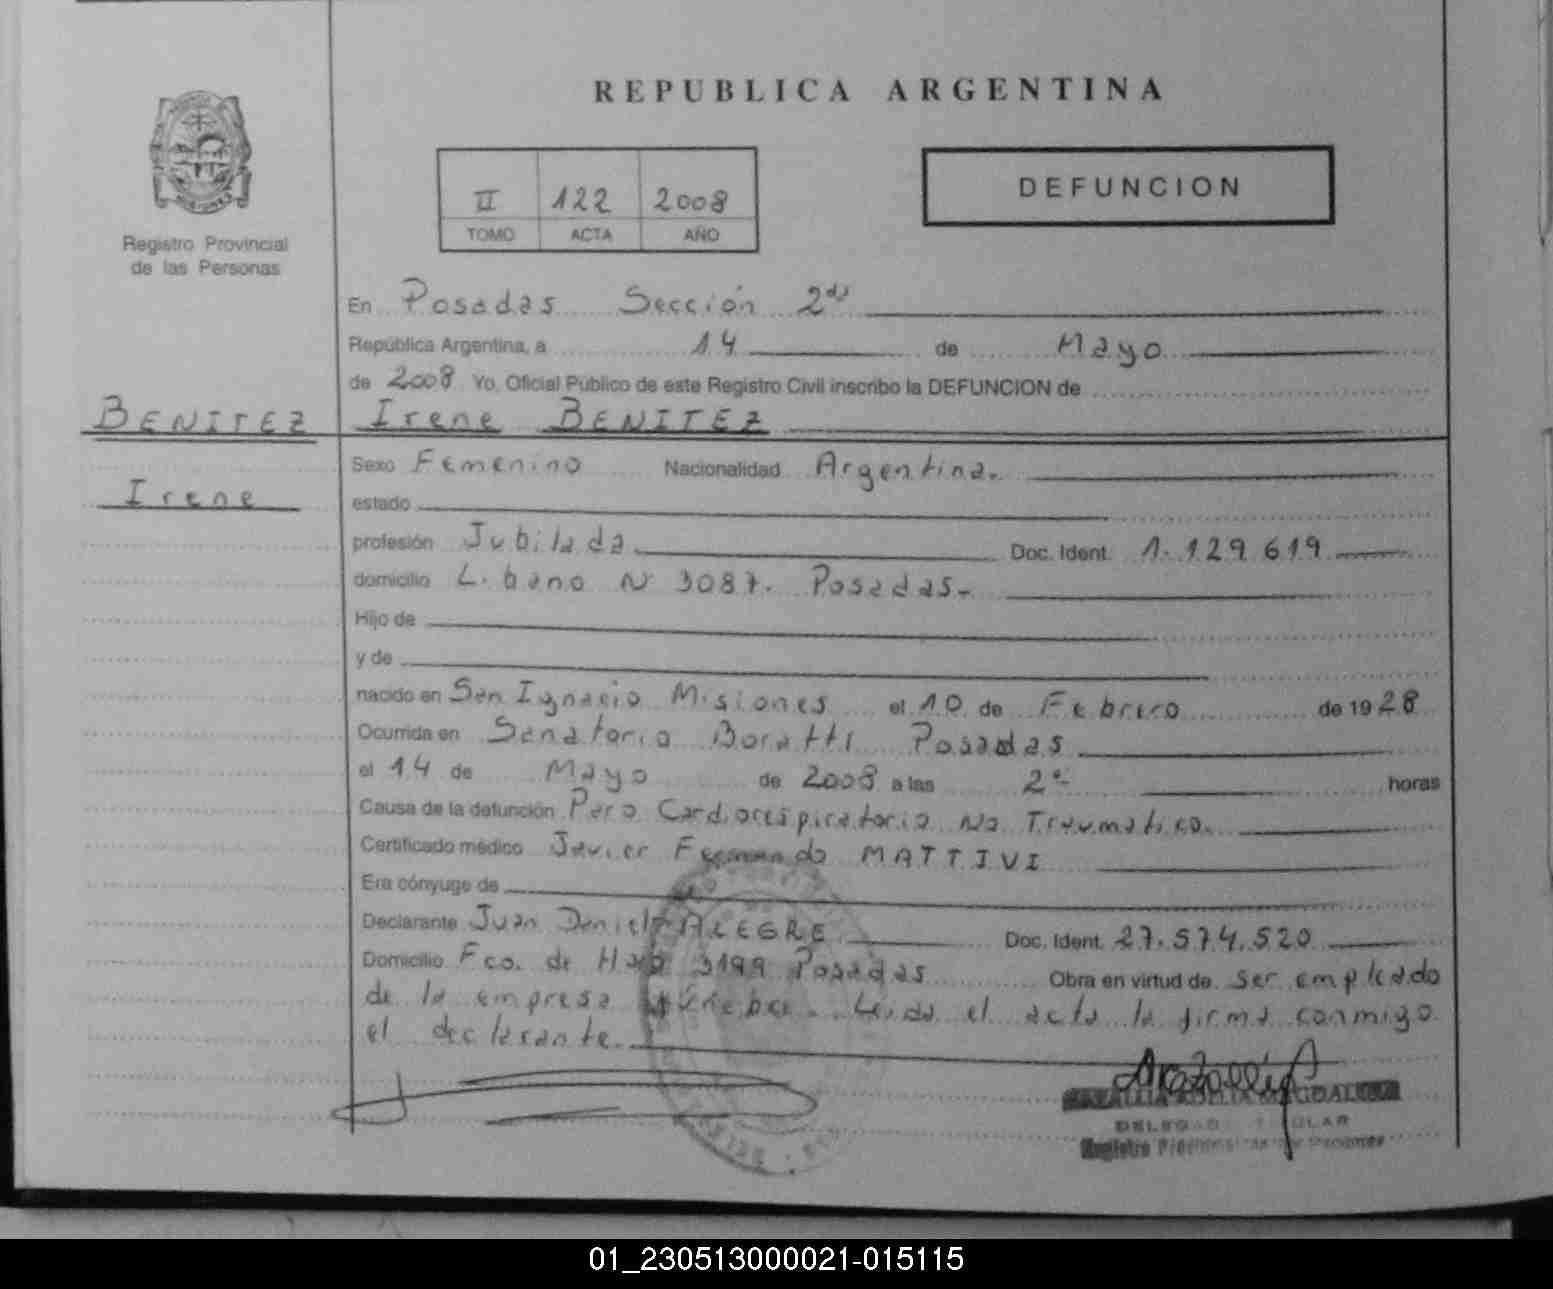 REPUBLICA ARGENTINA
Registro Provincial
de las Personas
II 122 2008
TOMO ACTA AÑO
DEFUNCION
En Posadas Sección 2da
República Argentina, a 14 de Mayo
de 2008 Yo, Oficial Público de este Registro Civil inscribo la DEFUNCION de
BENITEZ
Irene
Irene BENITEZ
Sexo Femenino Nacionalidad Argentina.
estado
profesión Jubilada Doc. Ident. 1.129.619
domicilio Libano N 3087. Posadas.
Hijo de
y de
nacido en San Ignacio Misiones el 10 de Febrero de 1928
Ocurrida en Sanatorio Boratti Posadas
el 14 de Mayo de 2008 a las 2 horas
Causa de la defunción Paro Cardiorespiratorio No Traumatico.
Certificado médico Javier Fernando MATTIVI
Era cónyuge de
Declarante Juan Daniel ALEGRE Doc. Ident. 27.574.520
Domicilio Fco. de Haro 3199 Posadas Obra en virtud de ser empleado
de la empresa Leida el acta la firma conmigo
el declarante.
DELEGAD
Registro Provincial
01_230513000021-015115